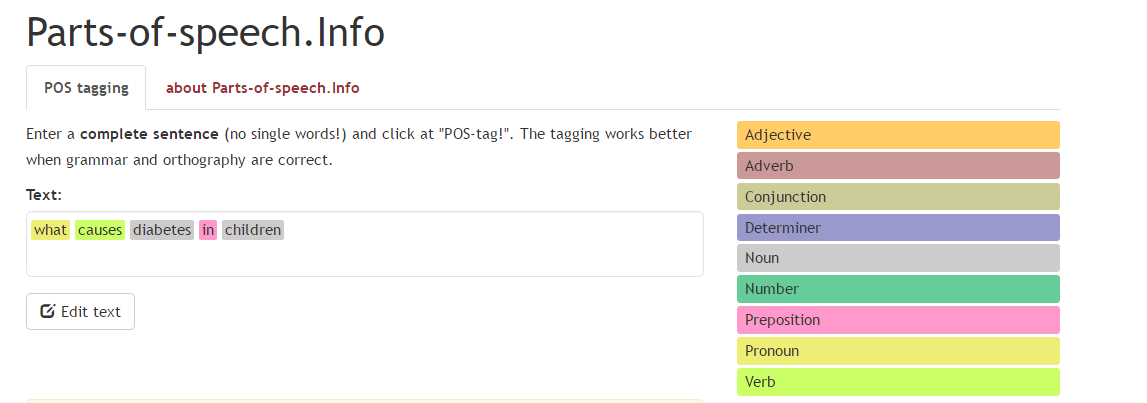 Parts-of-speech.Info
POS tagging
about Parts-of-speech.Info
Enter a complete sentence (no single words!) and click at "POS-tag!". The tagging works better
when grammar and orthography are correct.
Text:
what causes diabetes in children
Edit text
Adjective
Adverb
Conjunction
Determiner
Noun
Number
Preposition
Pronoun
Verb